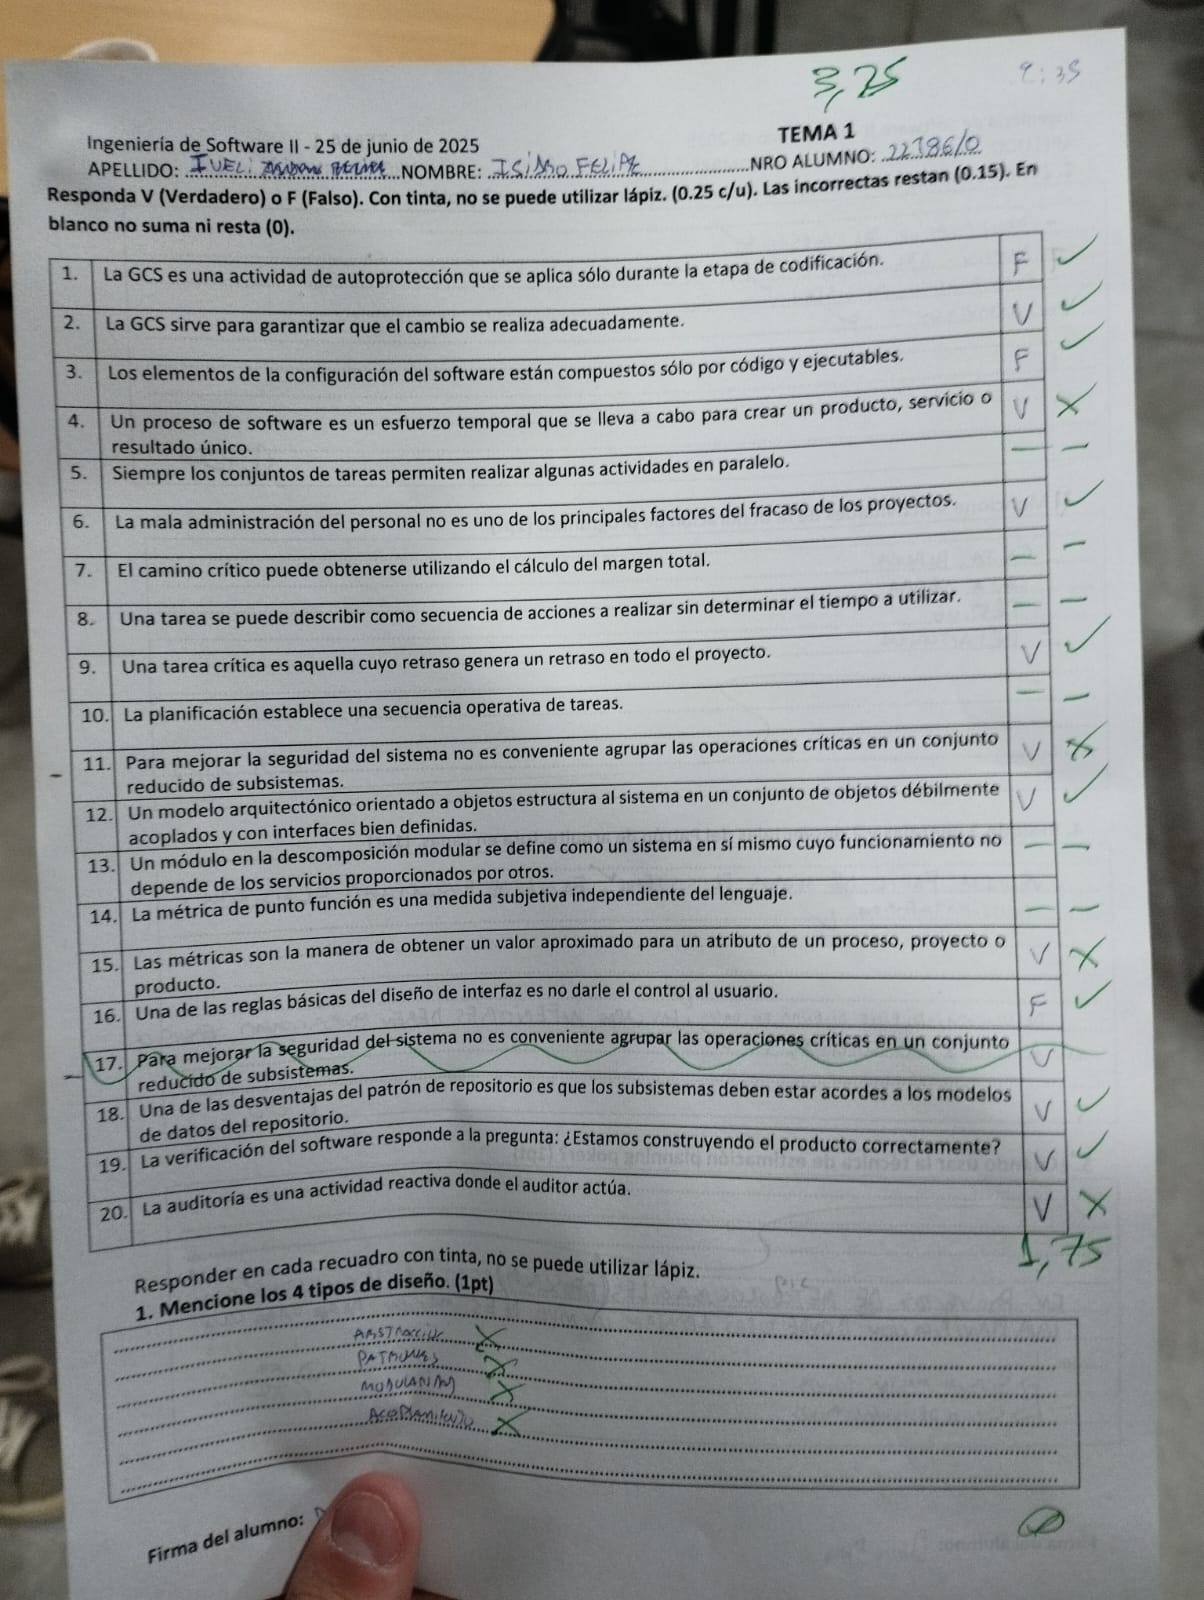 3,25
9:35
Ingeniería de Software II - 25 de junio de 2025
TEMA 1
APELLIDO: IVELI NOMBRE: ISIDRO FELIPE NRO ALUMNO: 22786/0
Responda V (Verdadero) o F (Falso). Con tinta, no se puede utilizar lápiz. (0.25 c/u). Las incorrectas restan (0.15). En
blanco no suma ni resta (0).
1. La GCS es una actividad de autoprotección que se aplica sólo durante la etapa de codificación. F ✓
2. La GCS sirve para garantizar que el cambio se realiza adecuadamente. V ✓
3. Los elementos de la configuración del software están compuestos sólo por código y ejecutables. F ✓
4. Un proceso de software es un esfuerzo temporal que se lleva a cabo para crear un producto, servicio o V X
resultado único.
5. Siempre los conjuntos de tareas permiten realizar algunas actividades en paralelo. — —
6. La mala administración del personal no es uno de los principales factores del fracaso de los proyectos. V ✓
7. El camino crítico puede obtenerse utilizando el cálculo del margen total. — —
8. Una tarea se puede describir como secuencia de acciones a realizar sin determinar el tiempo a utilizar. — —
9. Una tarea crítica es aquella cuyo retraso genera un retraso en todo el proyecto. V ✓
10. La planificación establece una secuencia operativa de tareas. — —
11. Para mejorar la seguridad del sistema no es conveniente agrupar las operaciones críticas en un conjunto V X
reducido de subsistemas.
12. Un modelo arquitectónico orientado a objetos estructura al sistema en un conjunto de objetos débilmente V ✓
acoplados y con interfaces bien definidas.
13. Un módulo en la descomposición modular se define como un sistema en sí mismo cuyo funcionamiento no — —
depende de los servicios proporcionados por otros.
14. La métrica de punto función es una medida subjetiva independiente del lenguaje. — —
15. Las métricas son la manera de obtener un valor aproximado para un atributo de un proceso, proyecto o V X
producto.
16. Una de las reglas básicas del diseño de interfaz es no darle el control al usuario. F ✓
17. Para mejorar la seguridad del sistema no es conveniente agrupar las operaciones críticas en un conjunto V
reducido de subsistemas.
18. Una de las desventajas del patrón de repositorio es que los subsistemas deben estar acordes a los modelos V ✓
de datos del repositorio.
19. La verificación del software responde a la pregunta: ¿Estamos construyendo el producto correctamente? V ✓
20. La auditoría es una actividad reactiva donde el auditor actúa. V X
1,75
Responder en cada recuadro con tinta, no se puede utilizar lápiz.
1. Mencione los 4 tipos de diseño. (1pt)
ABSTRACCION X
PATRONES X
MODULARIDAD X
ACOPLAMIENTO X
Firma del alumno: